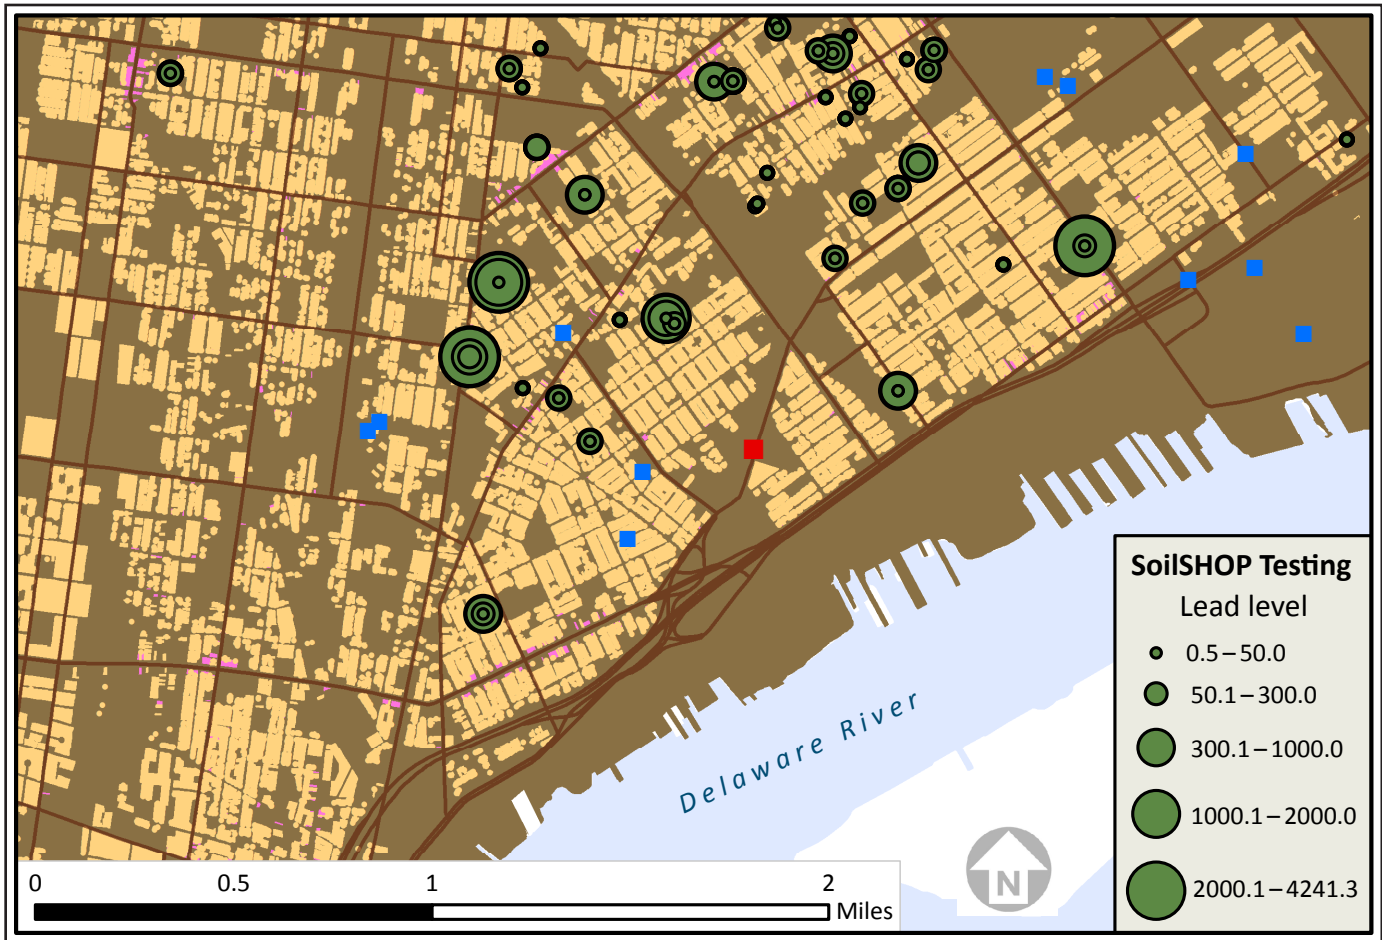 SoilSHOP Testing
Lead level
0.5–50.0
50.1–300.0
300.1–1000.0
1000.1–2000.0
2000.1–4241.3
Delaware River
N
0 0.5 1 2
Miles